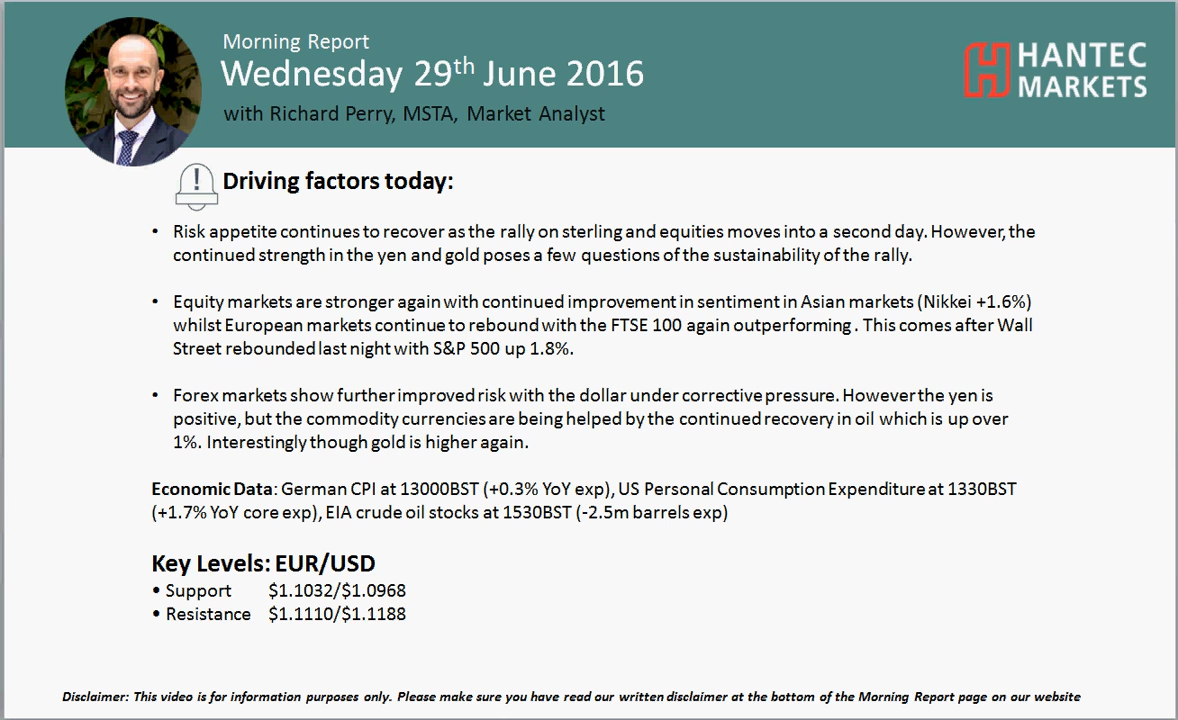 Morning Report
Wednesday 29th June 2016
with Richard Perry, MSTA, Market Analyst
HANTEC
MARKETS
! Driving factors today:
• Risk appetite continues to recover as the rally on sterling and equities moves into a second day. However, the
continued strength in the yen and gold poses a few questions of the sustainability of the rally.
• Equity markets are stronger again with continued improvement in sentiment in Asian markets (Nikkei +1.6%)
whilst European markets continue to rebound with the FTSE 100 again outperforming . This comes after Wall
Street rebounded last night with S&P 500 up 1.8%.
• Forex markets show further improved risk with the dollar under corrective pressure. However the yen is
positive, but the commodity currencies are being helped by the continued recovery in oil which is up over
1%. Interestingly though gold is higher again.
Economic Data: German CPI at 13000BST (+0.3% YoY exp), US Personal Consumption Expenditure at 1330BST
(+1.7% YoY core exp), EIA crude oil stocks at 1530BST (-2.5m barrels exp)
Key Levels: EUR/USD
• Support $1.1032/$1.0968
• Resistance $1.1110/$1.1188
Disclaimer: This video is for information purposes only. Please make sure you have read our written disclaimer at the bottom of the Morning Report page on our website